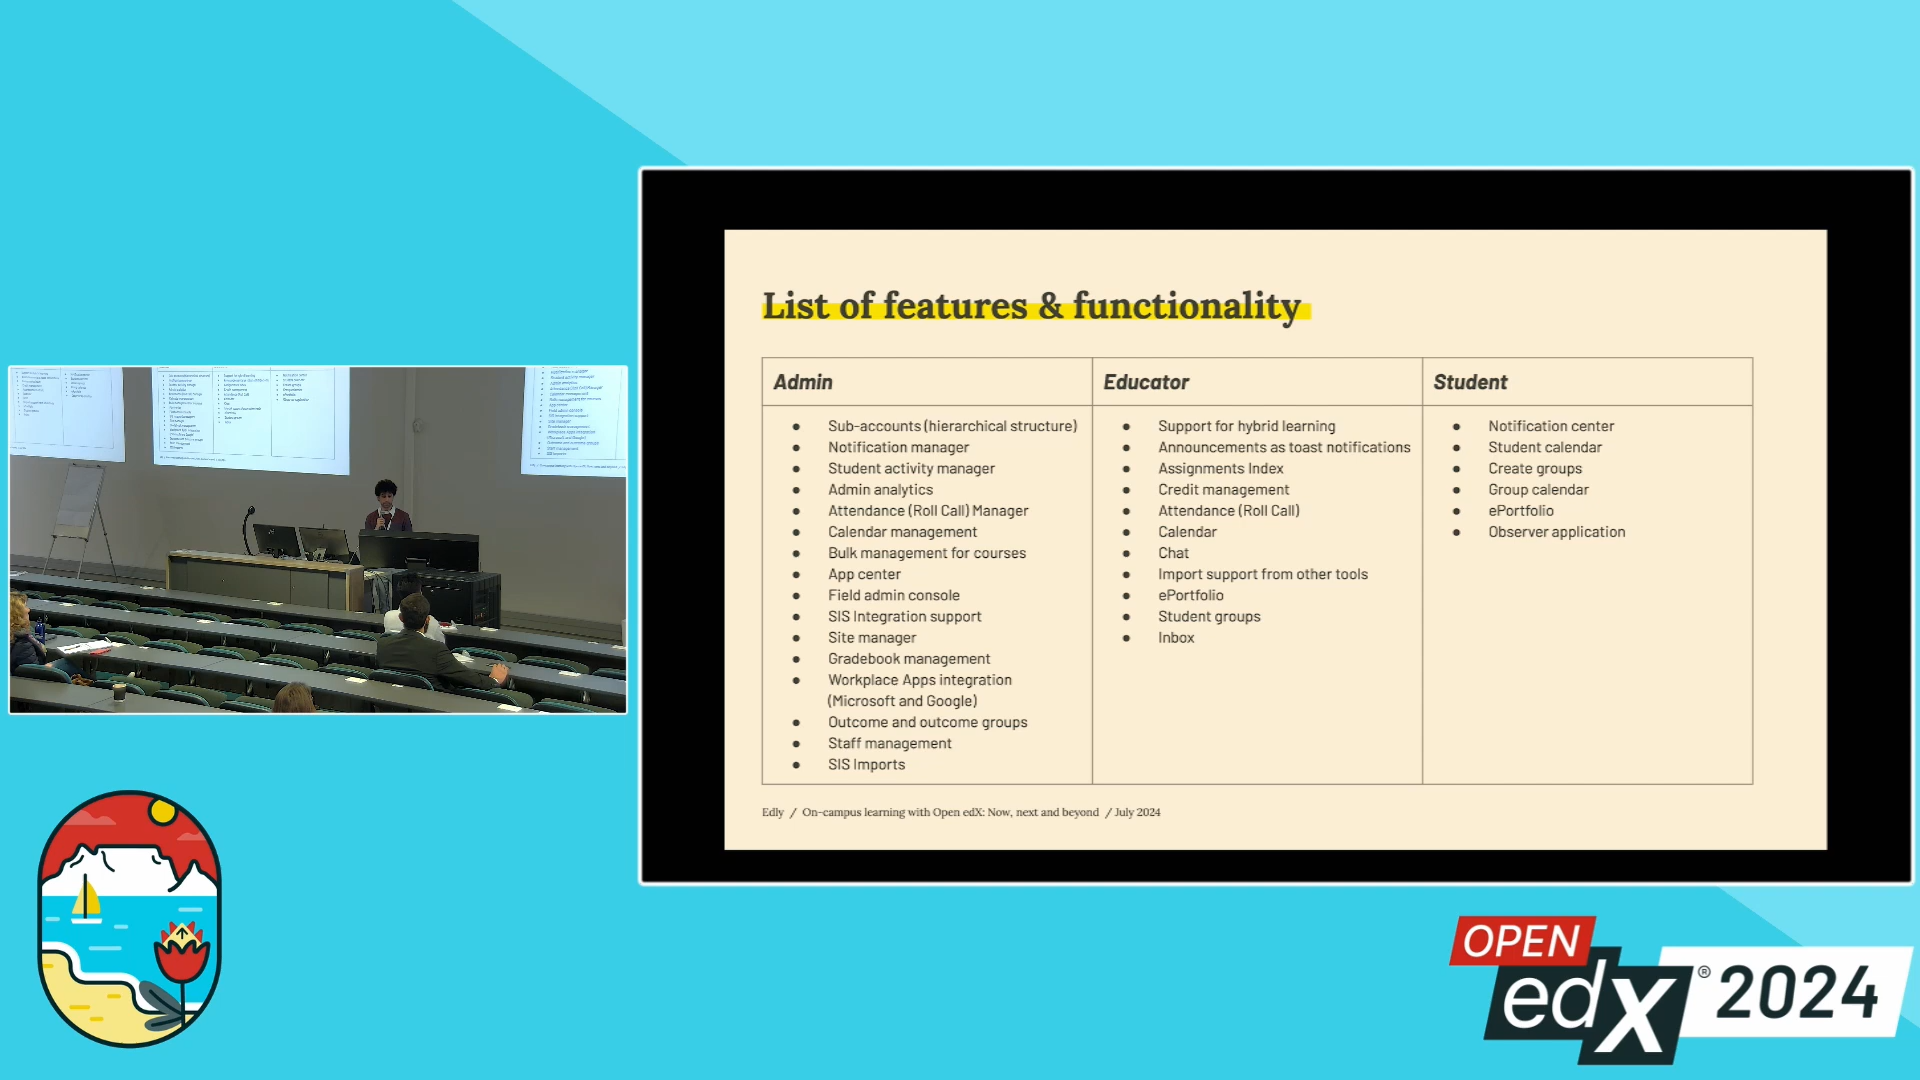 List of features & functionality
Admin
Educator
Student
Sub-accounts (hierarchical structure)
Notification manager
Student activity manager
Admin analytics
Attendance (Roll Call) Manager
Calendar management
Bulk management for courses
App center
Field admin console
SIS Integration support
Site manager
Gradebook management
Workplace Apps integration
(Microsoft and Google)
Outcome and outcome groups
Staff management
SIS Imports
Support for hybrid learning
Announcements as toast notifications
Assignments Index
Credit management
Attendance (Roll Call)
Calendar
Chat
Import support from other tools
ePortfolio
Student groups
Inbox
Notification center
Student calendar
Create groups
Group calendar
ePortfolio
Observer application
Edly / On-campus learning with Open edX: Now, next and beyond / July 2024
OPEN
edX® 2024